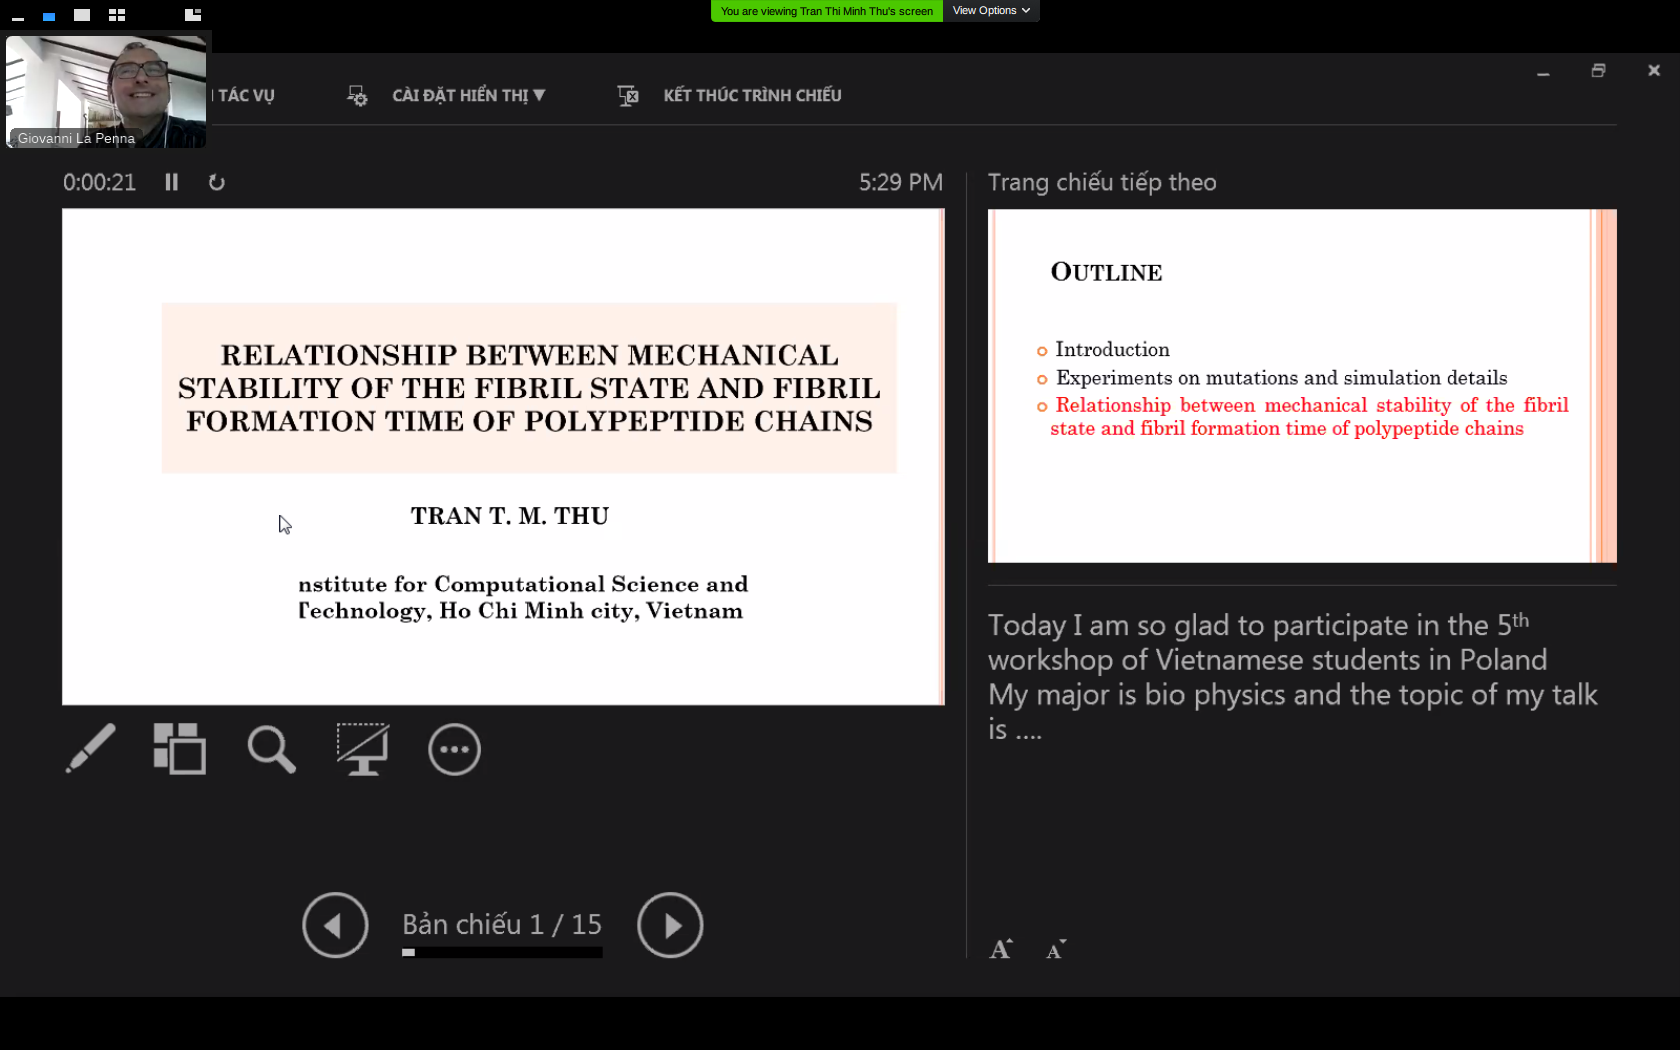 You are viewing Tran Thi Minh Thu's screen
View Options
Giovanni La Penna
TÁC VỤ
CÀI ĐẶT HIỂN THỊ ▼
KẾT THÚC TRÌNH CHIẾU
0:00:21
5:29 PM
RELATIONSHIP BETWEEN MECHANICAL
STABILITY OF THE FIBRIL STATE AND FIBRIL
FORMATION TIME OF POLYPEPTIDE CHAINS
TRAN T. M. THU
nstitute for Computational Science and
Technology, Ho Chi Minh city, Vietnam
Bản chiếu 1 / 15
Trang chiếu tiếp theo
OUTLINE
Introduction
Experiments on mutations and simulation details
Relationship between mechanical stability of the fibril
state and fibril formation time of polypeptide chains
Today I am so glad to participate in the 5th
workshop of Vietnamese students in Poland
My major is bio physics and the topic of my talk
is ....
A A